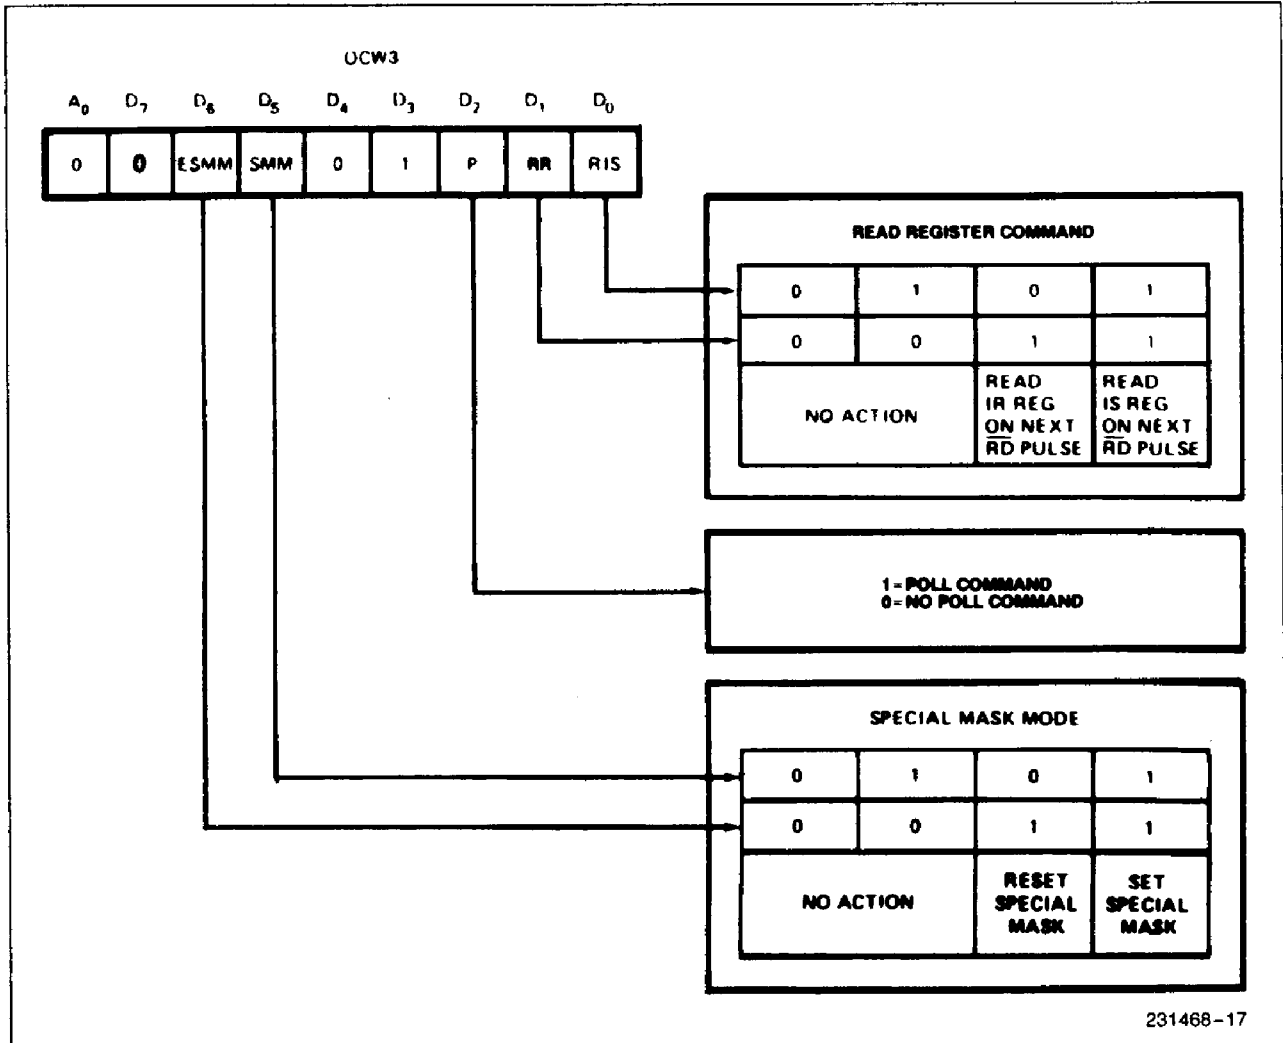 OCW3
A0 D7 D6 D5 D4 D3 D2 D1 D0
0 0 ESMM SMM 0 1 P RR RIS
READ REGISTER COMMAND
0 1 0 1
0 0 1 1
NO ACTION
READ
IR REG
ON NEXT
RD PULSE
READ
IS REG
ON NEXT
RD PULSE
1 = POLL COMMAND
0 = NO POLL COMMAND
SPECIAL MASK MODE
0 1 0 1
0 0 1 1
NO ACTION
RESET
SPECIAL
MASK
SET
SPECIAL
MASK
231468-17